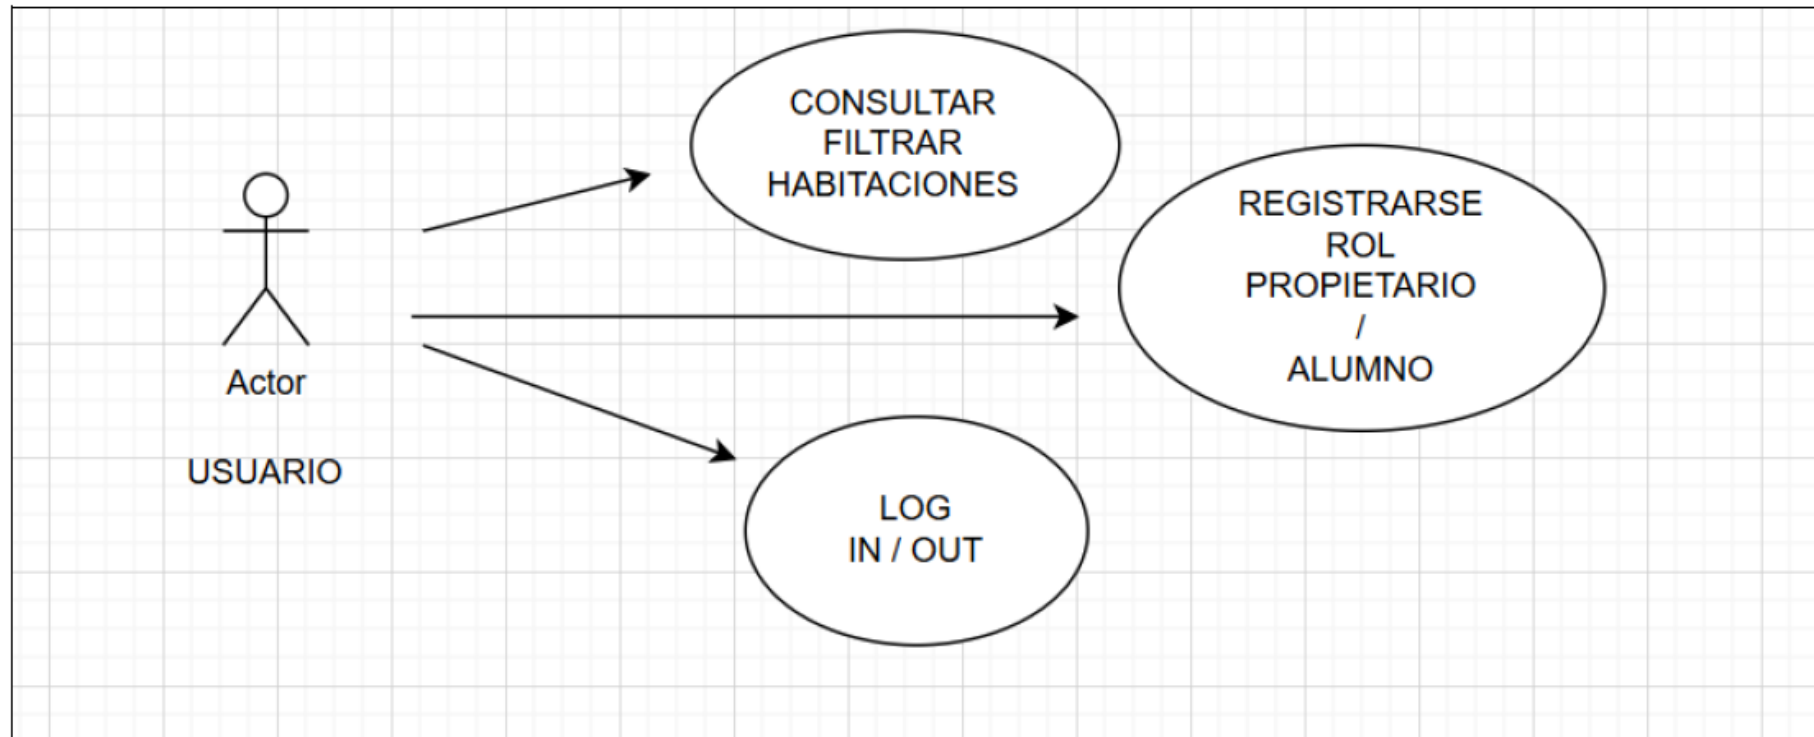 CONSULTAR
FILTRAR
HABITACIONES
REGISTRARSE
ROL
PROPIETARIO
/
ALUMNO
Actor
USUARIO
LOG
IN / OUT